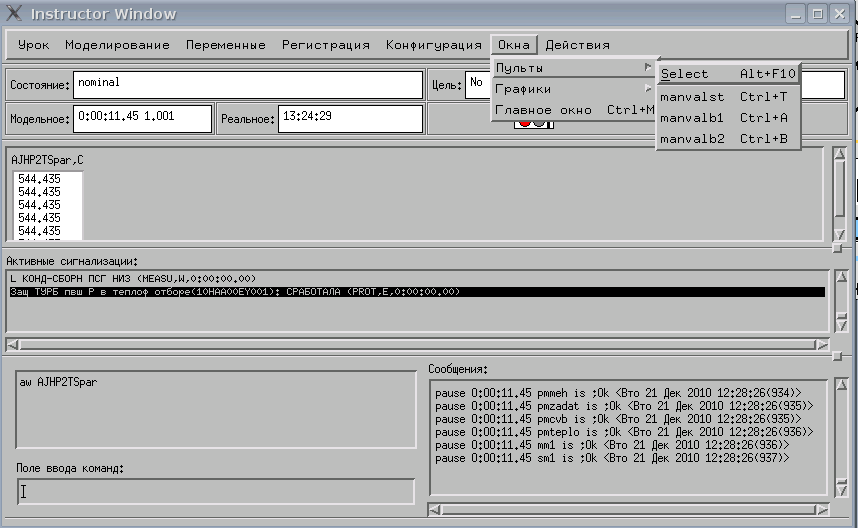 Instructor Window
Урок Моделирование Переменные Регистрация Конфигурация Окна Действия
Пульты
Графики
Главное окно Ctrl+M
Select Alt+F10
manvalst Ctrl+T
manvalb1 Ctrl+A
manvalb2 Ctrl+B
Состояние: nominal Цель: No
Модельное: 0:00:11.45 1.001 Реальное: 13:24:29
AJHP2TSpar,C
544.435
544.435
544.435
544.435
544.435
Активные сигнализации:
L КОНД-СБОРН ПСГ НИЗ (MEASU,W,0:00:00.00)
Защ ТУРБ пвш Р в теплоф отборе(10HAA00EY001): СРАБОТАЛА (PROT,E,0:00:00.00)
aw AJHP2TSpar
Поле ввода команд:
Сообщения:
pause 0:00:11.45 pmmeh is ;Ok <Вто 21 Дек 2010 12:28:26(934)>
pause 0:00:11.45 pmzadat is ;Ok <Вто 21 Дек 2010 12:28:26(935)>
pause 0:00:11.45 pmcvb is ;Ok <Вто 21 Дек 2010 12:28:26(935)>
pause 0:00:11.45 pmteplo is ;Ok <Вто 21 Дек 2010 12:28:26(936)>
pause 0:00:11.45 mm1 is ;Ok <Вто 21 Дек 2010 12:28:26(936)>
pause 0:00:11.45 sm1 is ;Ok <Вто 21 Дек 2010 12:28:26(937)>